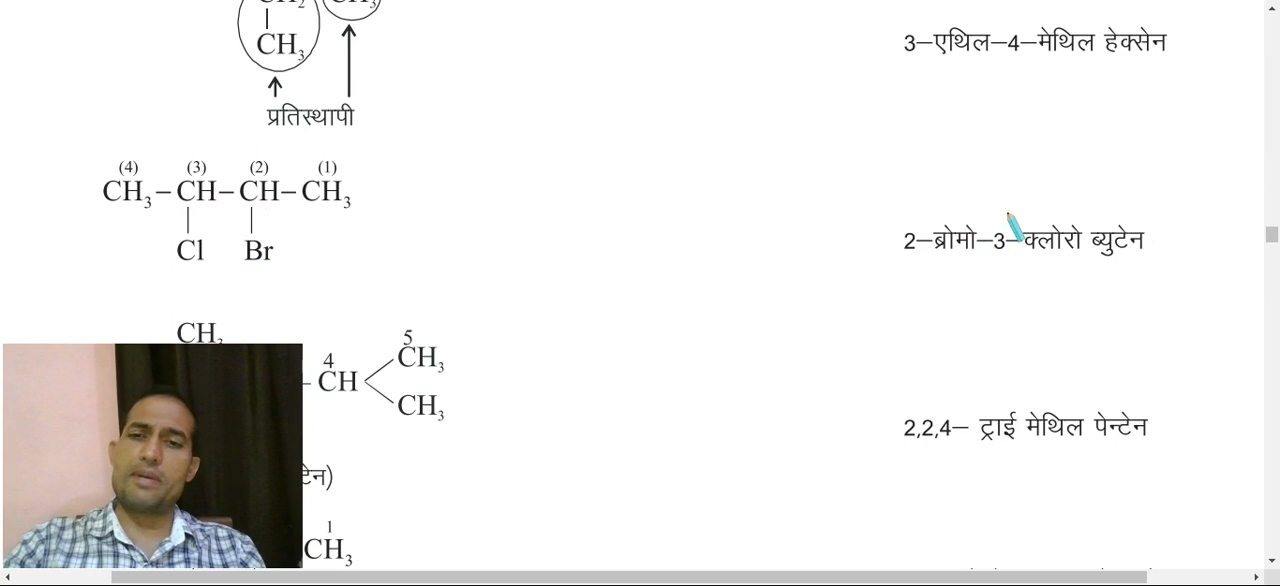 CH₃
3–एथिल–4–मेथिल हेक्सेन
प्रतिस्थापी
(4) (3) (2) (1)
CH₃–CH–CH–CH₃
Cl Br
2–ब्रोमो–3–क्लोरो ब्युटेन
CH₃
5
4 CH₃
– CH
CH₃
2,2,4– ट्राई मेथिल पेन्टेन
1
CH₃